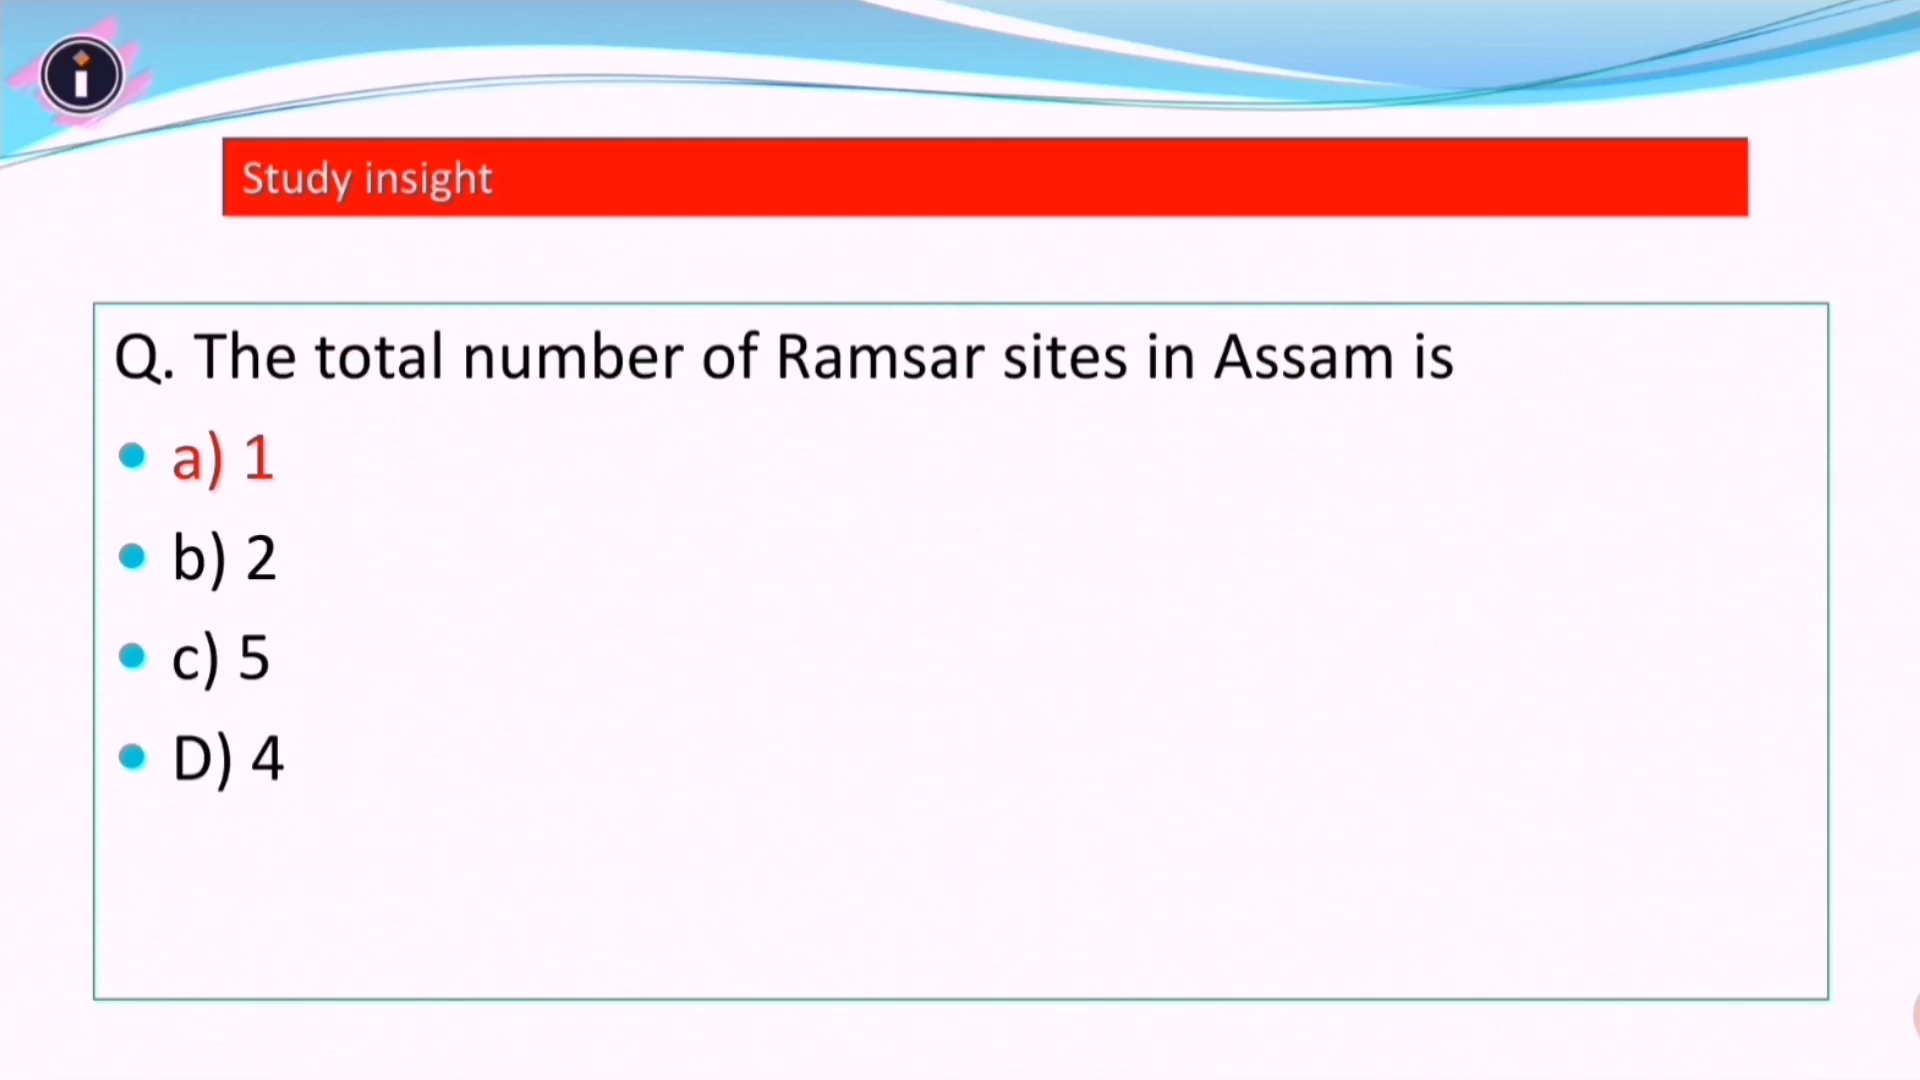 Study insight
Q. The total number of Ramsar sites in Assam is
a) 1
b) 2
c) 5
D) 4